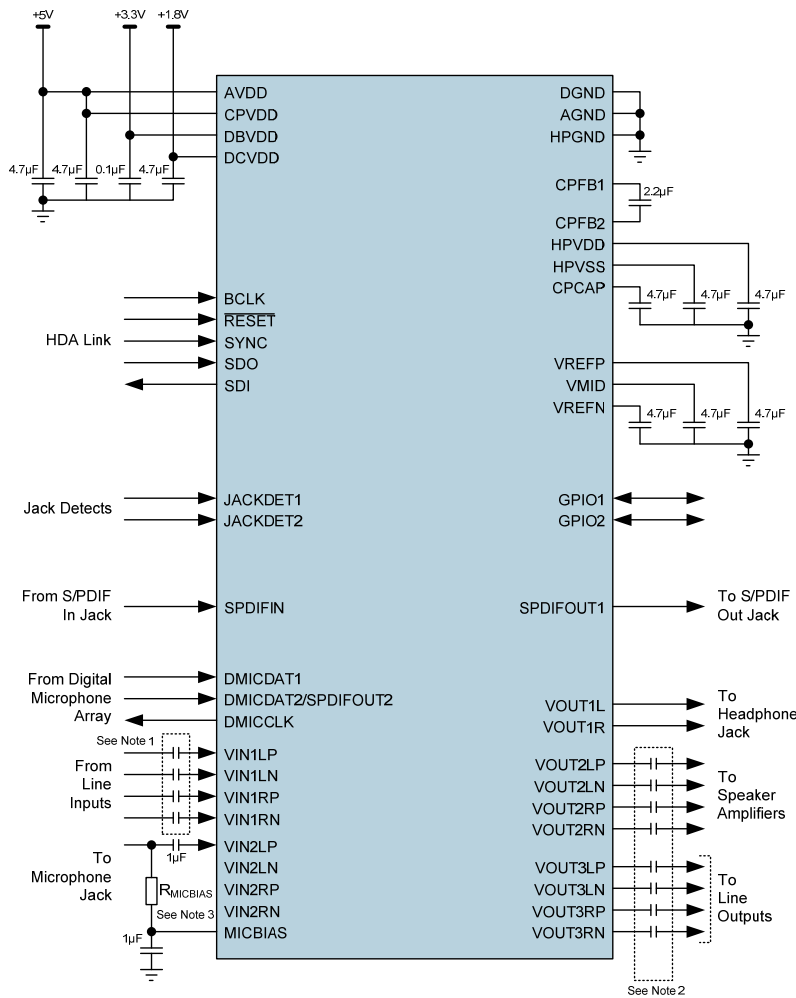 +5V
+3.3V
+1.8V
AVDD
CPVDD
DBVDD
DCVDD
4.7µF
4.7µF
0.1µF
4.7µF
DGND
AGND
HPGND
CPFB1
2.2µF
CPFB2
HPVDD
HPVSS
CPCAP
4.7µF
4.7µF
4.7µF
HDA Link
BCLK
RESET
SYNC
SDO
SDI
VREFP
VMID
VREFN
4.7µF
4.7µF
4.7µF
Jack Detects
JACKDET1
JACKDET2
GPIO1
GPIO2
From S/PDIF
In Jack
SPDIFIN
SPDIFOUT1
To S/PDIF
Out Jack
From Digital
Microphone
Array
DMICDAT1
DMICDAT2/SPDIFOUT2
DMICCLK
VOUT1L
VOUT1R
To
Headphone
Jack
See Note 1
From
Line
Inputs
VIN1LP
VIN1LN
VIN1RP
VIN1RN
VOUT2LP
VOUT2LN
VOUT2RP
VOUT2RN
To
Speaker
Amplifiers
To
Microphone
Jack
1µF
VIN2LP
VIN2LN
VIN2RP
VIN2RN
MICBIAS
RMICBIAS
See Note 3
1µF
VOUT3LP
VOUT3LN
VOUT3RP
VOUT3RN
To
Line
Outputs
See Note 2